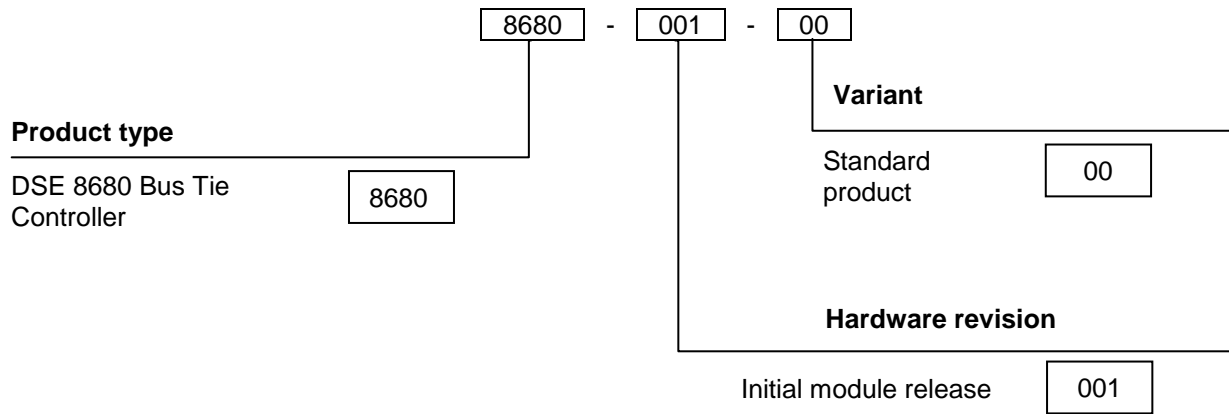 8680 - 001 - 00
Variant
Product type
Standard
product
00
DSE 8680 Bus Tie
Controller
8680
Hardware revision
Initial module release
001